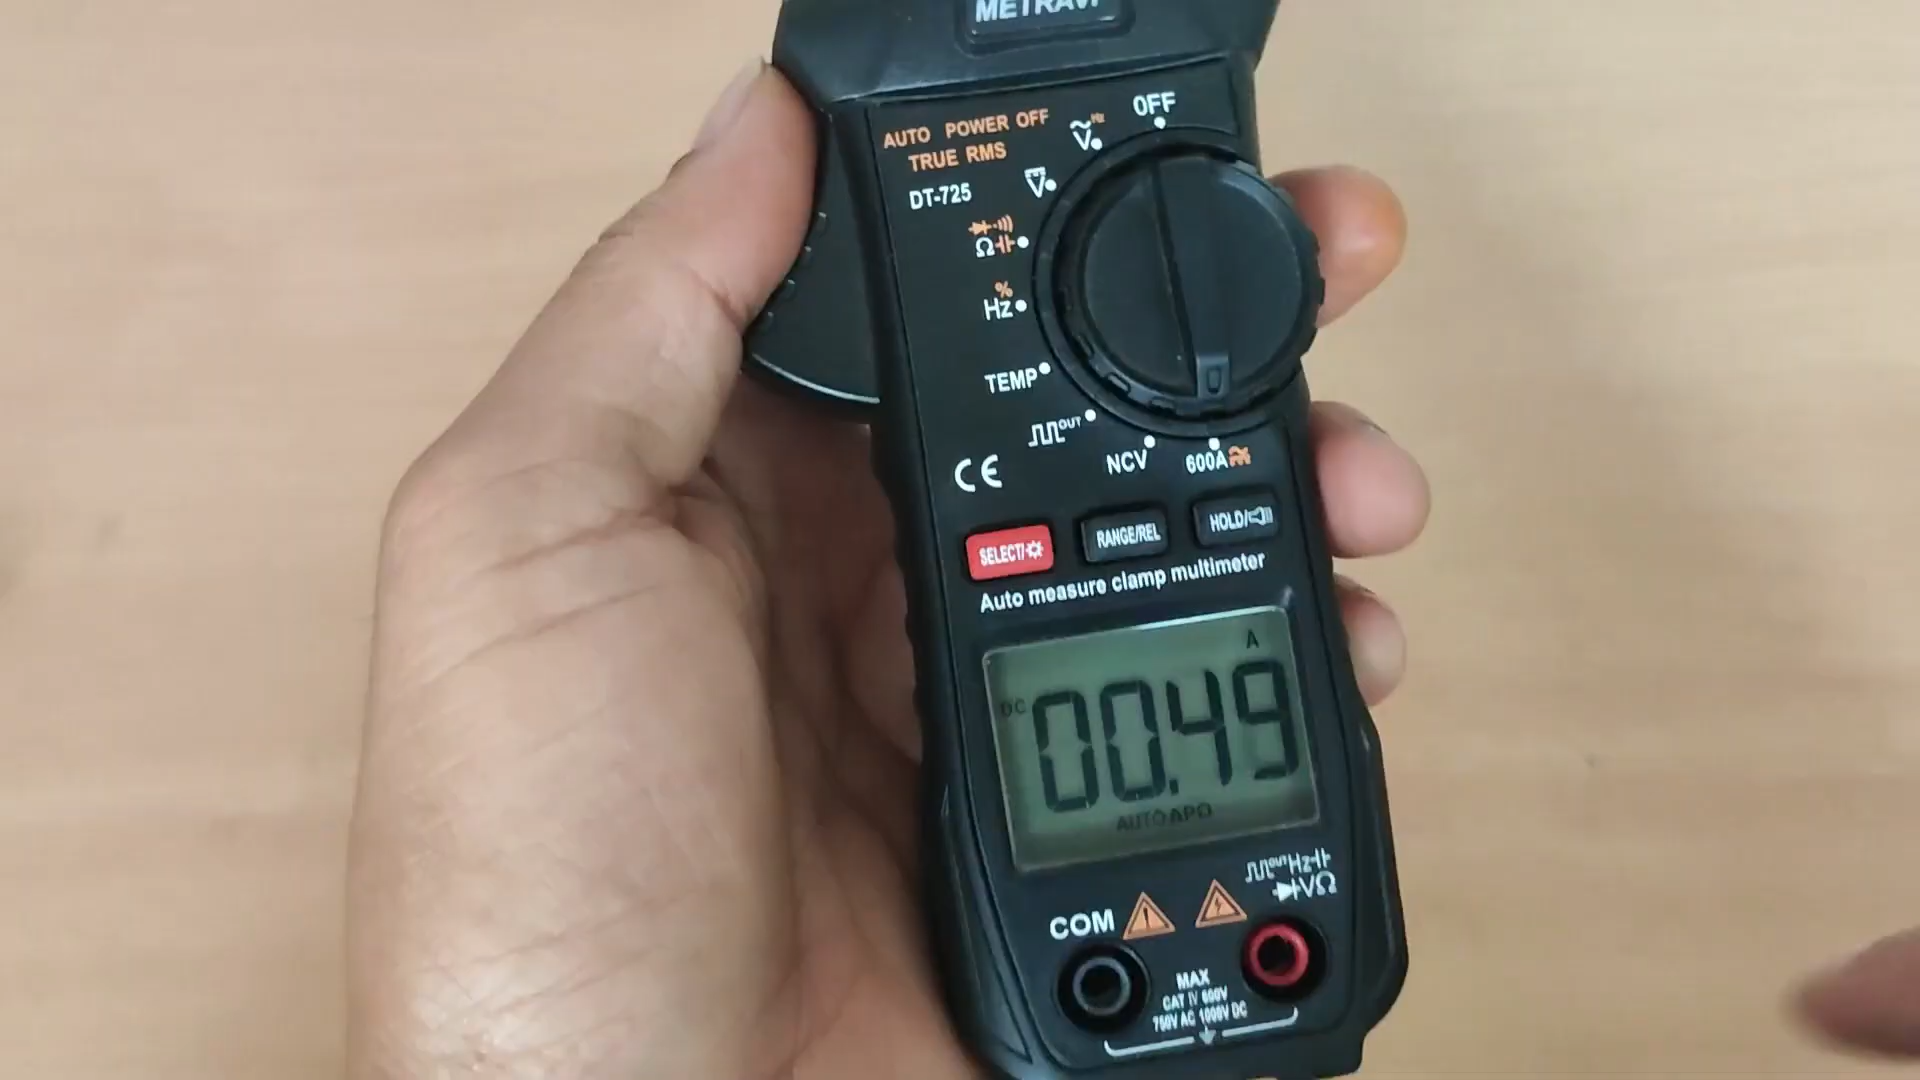 METRAVI
OFF
AUTO POWER OFF
TRUE RMS
DT-725
Ṽ Hz
V
Ω
%
Hz
TEMP
OUT
NCV
600A
CE
SELECT/
RANGE/REL
HOLD/
Auto measure clamp multimeter
A
DC
00.49
AUTO APO
OUT Hz
VΩ
COM
MAX
CAT IV 600V
750V AC 1000V DC